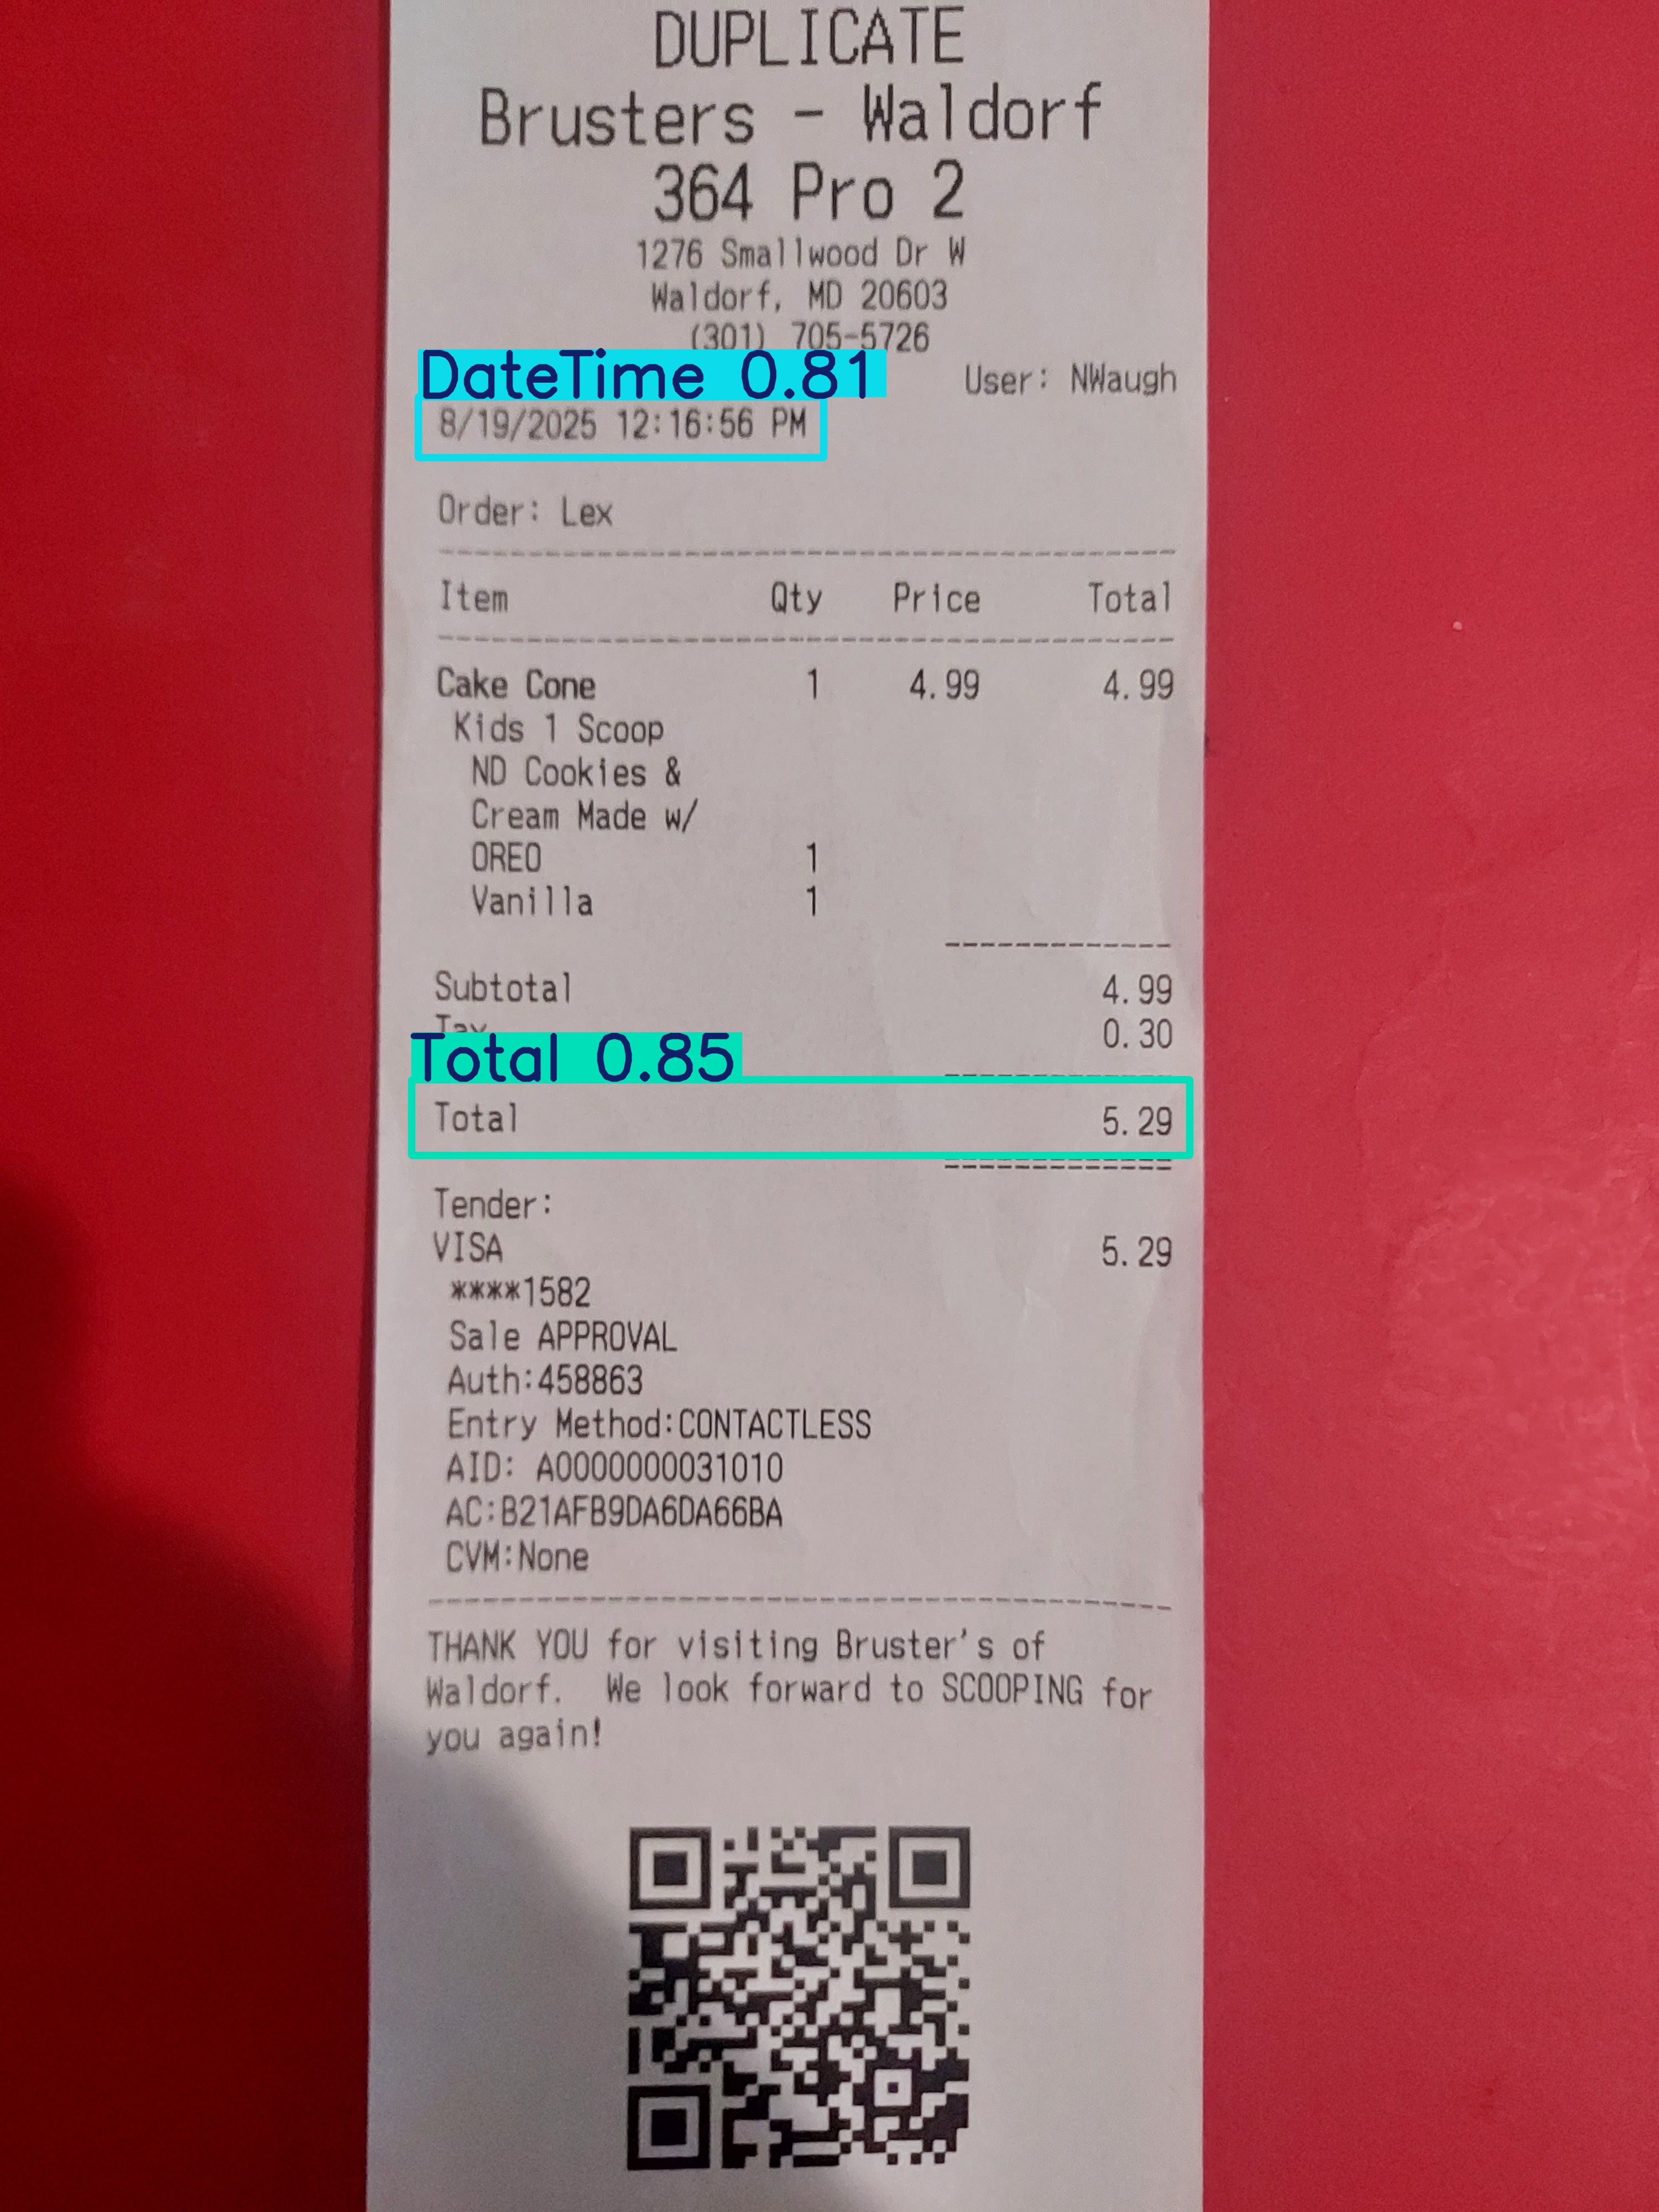 DUPLICATE
Brusters - Waldorf
364 Pro 2
1276 Smallwood Dr W
Waldorf, MD 20603
(301) 705-5726
DateTime 0.81
User: NWaugh
8/19/2025 12:16:56 PM
Order: Lex
Item Qty Price Total
Cake Cone 1 4.99 4.99
Kids 1 Scoop
ND Cookies &
Cream Made w/
OREO 1
Vanilla 1
Subtotal 4.99
Tax 0.30
Total 0.85
Total 5.29
Tender:
VISA 5.29
****1582
Sale APPROVAL
Auth:458863
Entry Method:CONTACTLESS
AID: A0000000031010
AC:B21AFB9DA6DA66BA
CVM:None
THANK YOU for visiting Bruster's of
Waldorf. We look forward to SCOOPING for
you again!